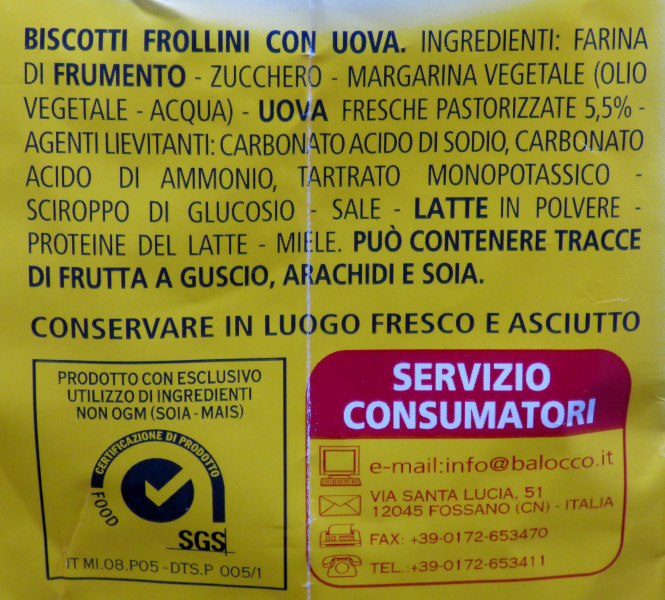 BISCOTTI FROLLINI CON UOVA. INGREDIENTI: FARINA
DI FRUMENTO - ZUCCHERO - MARGARINA VEGETALE (OLIO
VEGETALE - ACQUA) - UOVA FRESCHE PASTORIZZATE 5,5% -
AGENTI LIEVITANTI: CARBONATO ACIDO DI SODIO, CARBONATO
ACIDO DI AMMONIO, TARTRATO MONOPOTASSICO -
SCIROPPO DI GLUCOSIO - SALE - LATTE IN POLVERE -
PROTEINE DEL LATTE - MIELE. PUÒ CONTENERE TRACCE
DI FRUTTA A GUSCIO, ARACHIDI E SOIA.
CONSERVARE IN LUOGO FRESCO E ASCIUTTO
PRODOTTO CON ESCLUSIVO
UTILIZZO DI INGREDIENTI
NON OGM (SOIA - MAIS)
CERTIFICAZIONE DI PRODOTTO
FOOD
SGS
IT MI.08.P05 - DTS.P 005/1
SERVIZIO
CONSUMATORI
e-mail:info@balocco.it
VIA SANTA LUCIA, 51
12045 FOSSANO (CN) - ITALIA
FAX: +39-0172-653470
TEL.:+39-0172-653411